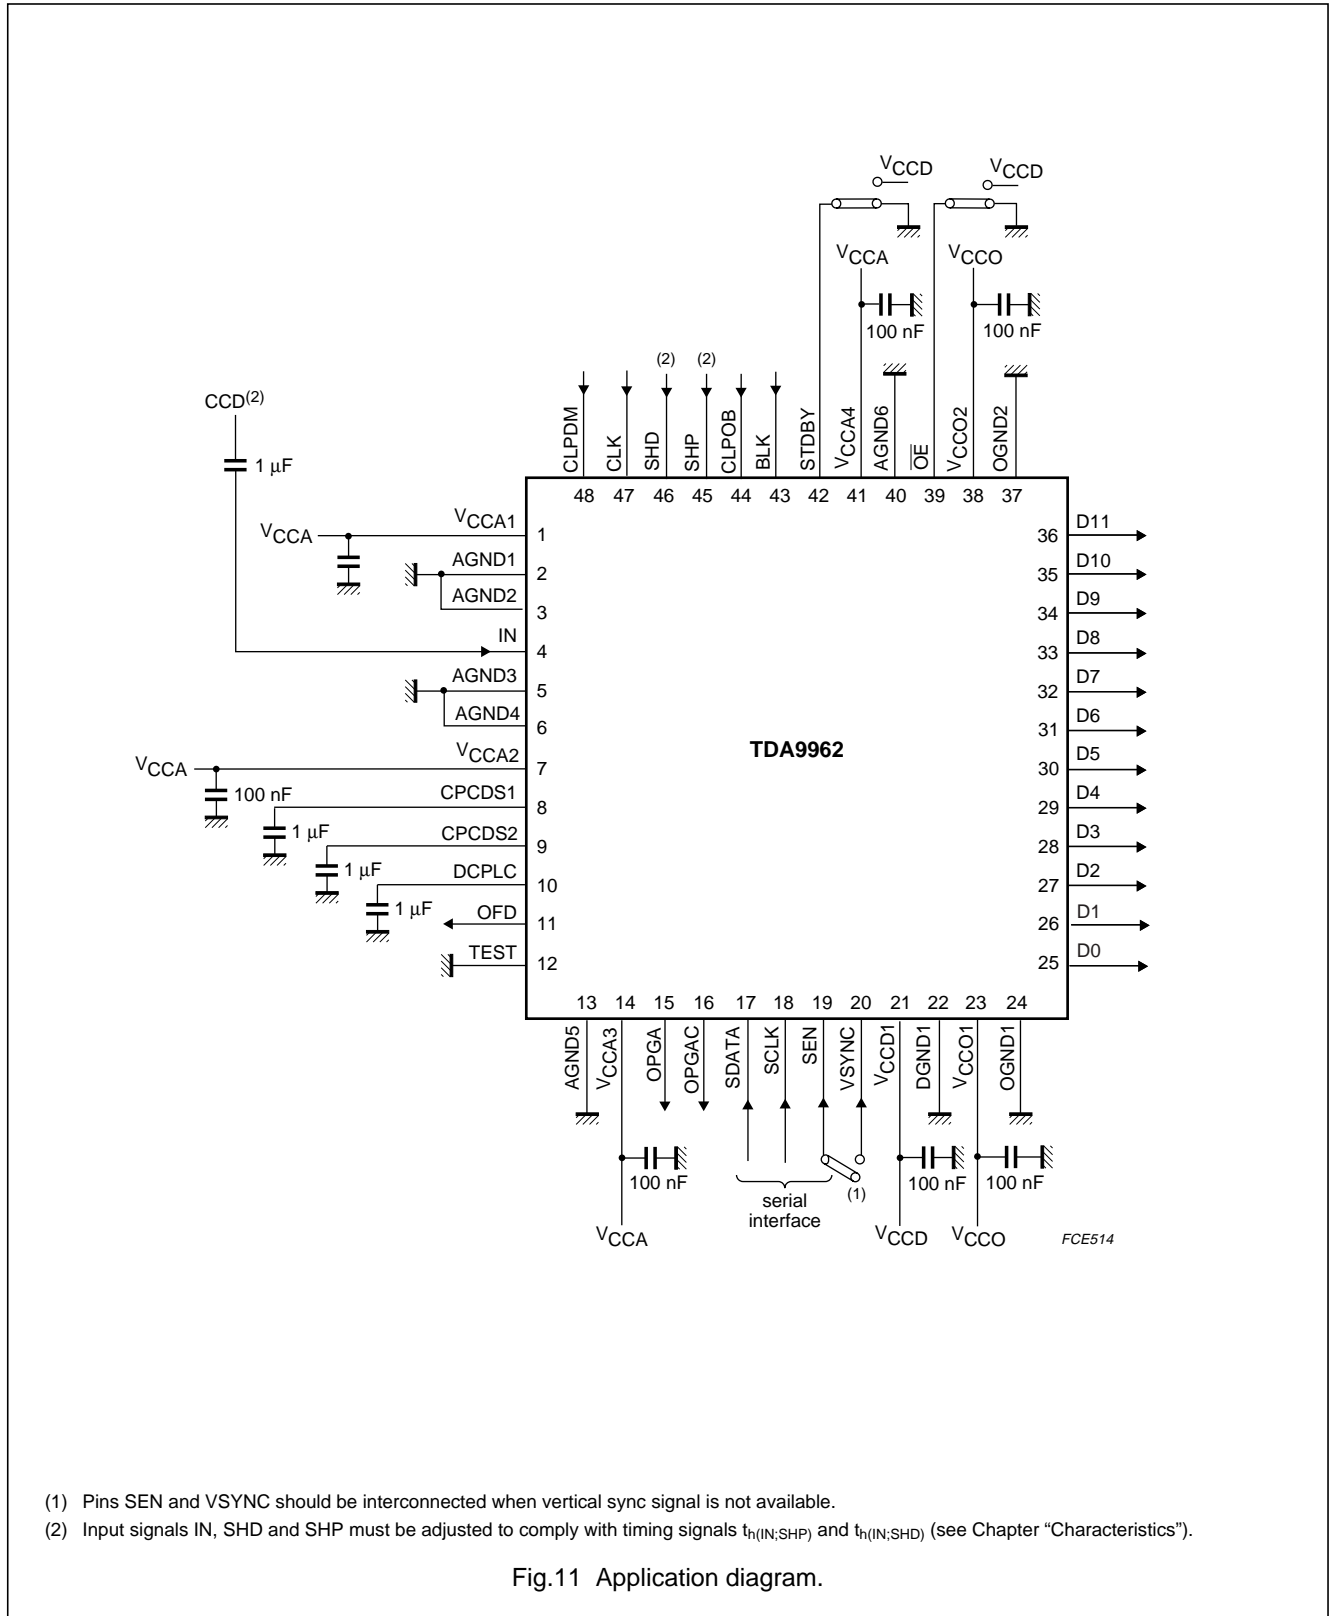 VCCD
VCCD
VCCA
VCCO
100 nF
100 nF
(2)
(2)
CCD(2)
1 μF
CLPDM
CLK
SHD
SHP
CLPOB
BLK
STDBY
VCCA4
AGND6
OE
VCCO2
OGND2
48 47 46 45 44 43 42 41 40 39 38 37
VCCA
VCCA1
1
AGND1
2
AGND2
3
IN
4
AGND3
5
AGND4
6
VCCA
VCCA2
7
100 nF
CPCDS1
8
1 μF
CPCDS2
9
1 μF
DCPLC
10
1 μF
OFD
11
TEST
12
TDA9962
36
D11
35
D10
34
D9
33
D8
32
D7
31
D6
30
D5
29
D4
28
D3
27
D2
26
D1
25
D0
13 14 15 16 17 18 19 20 21 22 23 24
AGND5
VCCA3
OPGA
OPGAC
SDATA
SCLK
SEN
VSYNC
VCCD1
DGND1
VCCO1
OGND1
100 nF
100 nF
100 nF
(1)
serial
interface
VCCA
VCCD
VCCO
FCE514
(1) Pins SEN and VSYNC should be interconnected when vertical sync signal is not available.
(2) Input signals IN, SHD and SHP must be adjusted to comply with timing signals th(IN;SHP) and th(IN;SHD) (see Chapter “Characteristics”).
Fig.11 Application diagram.